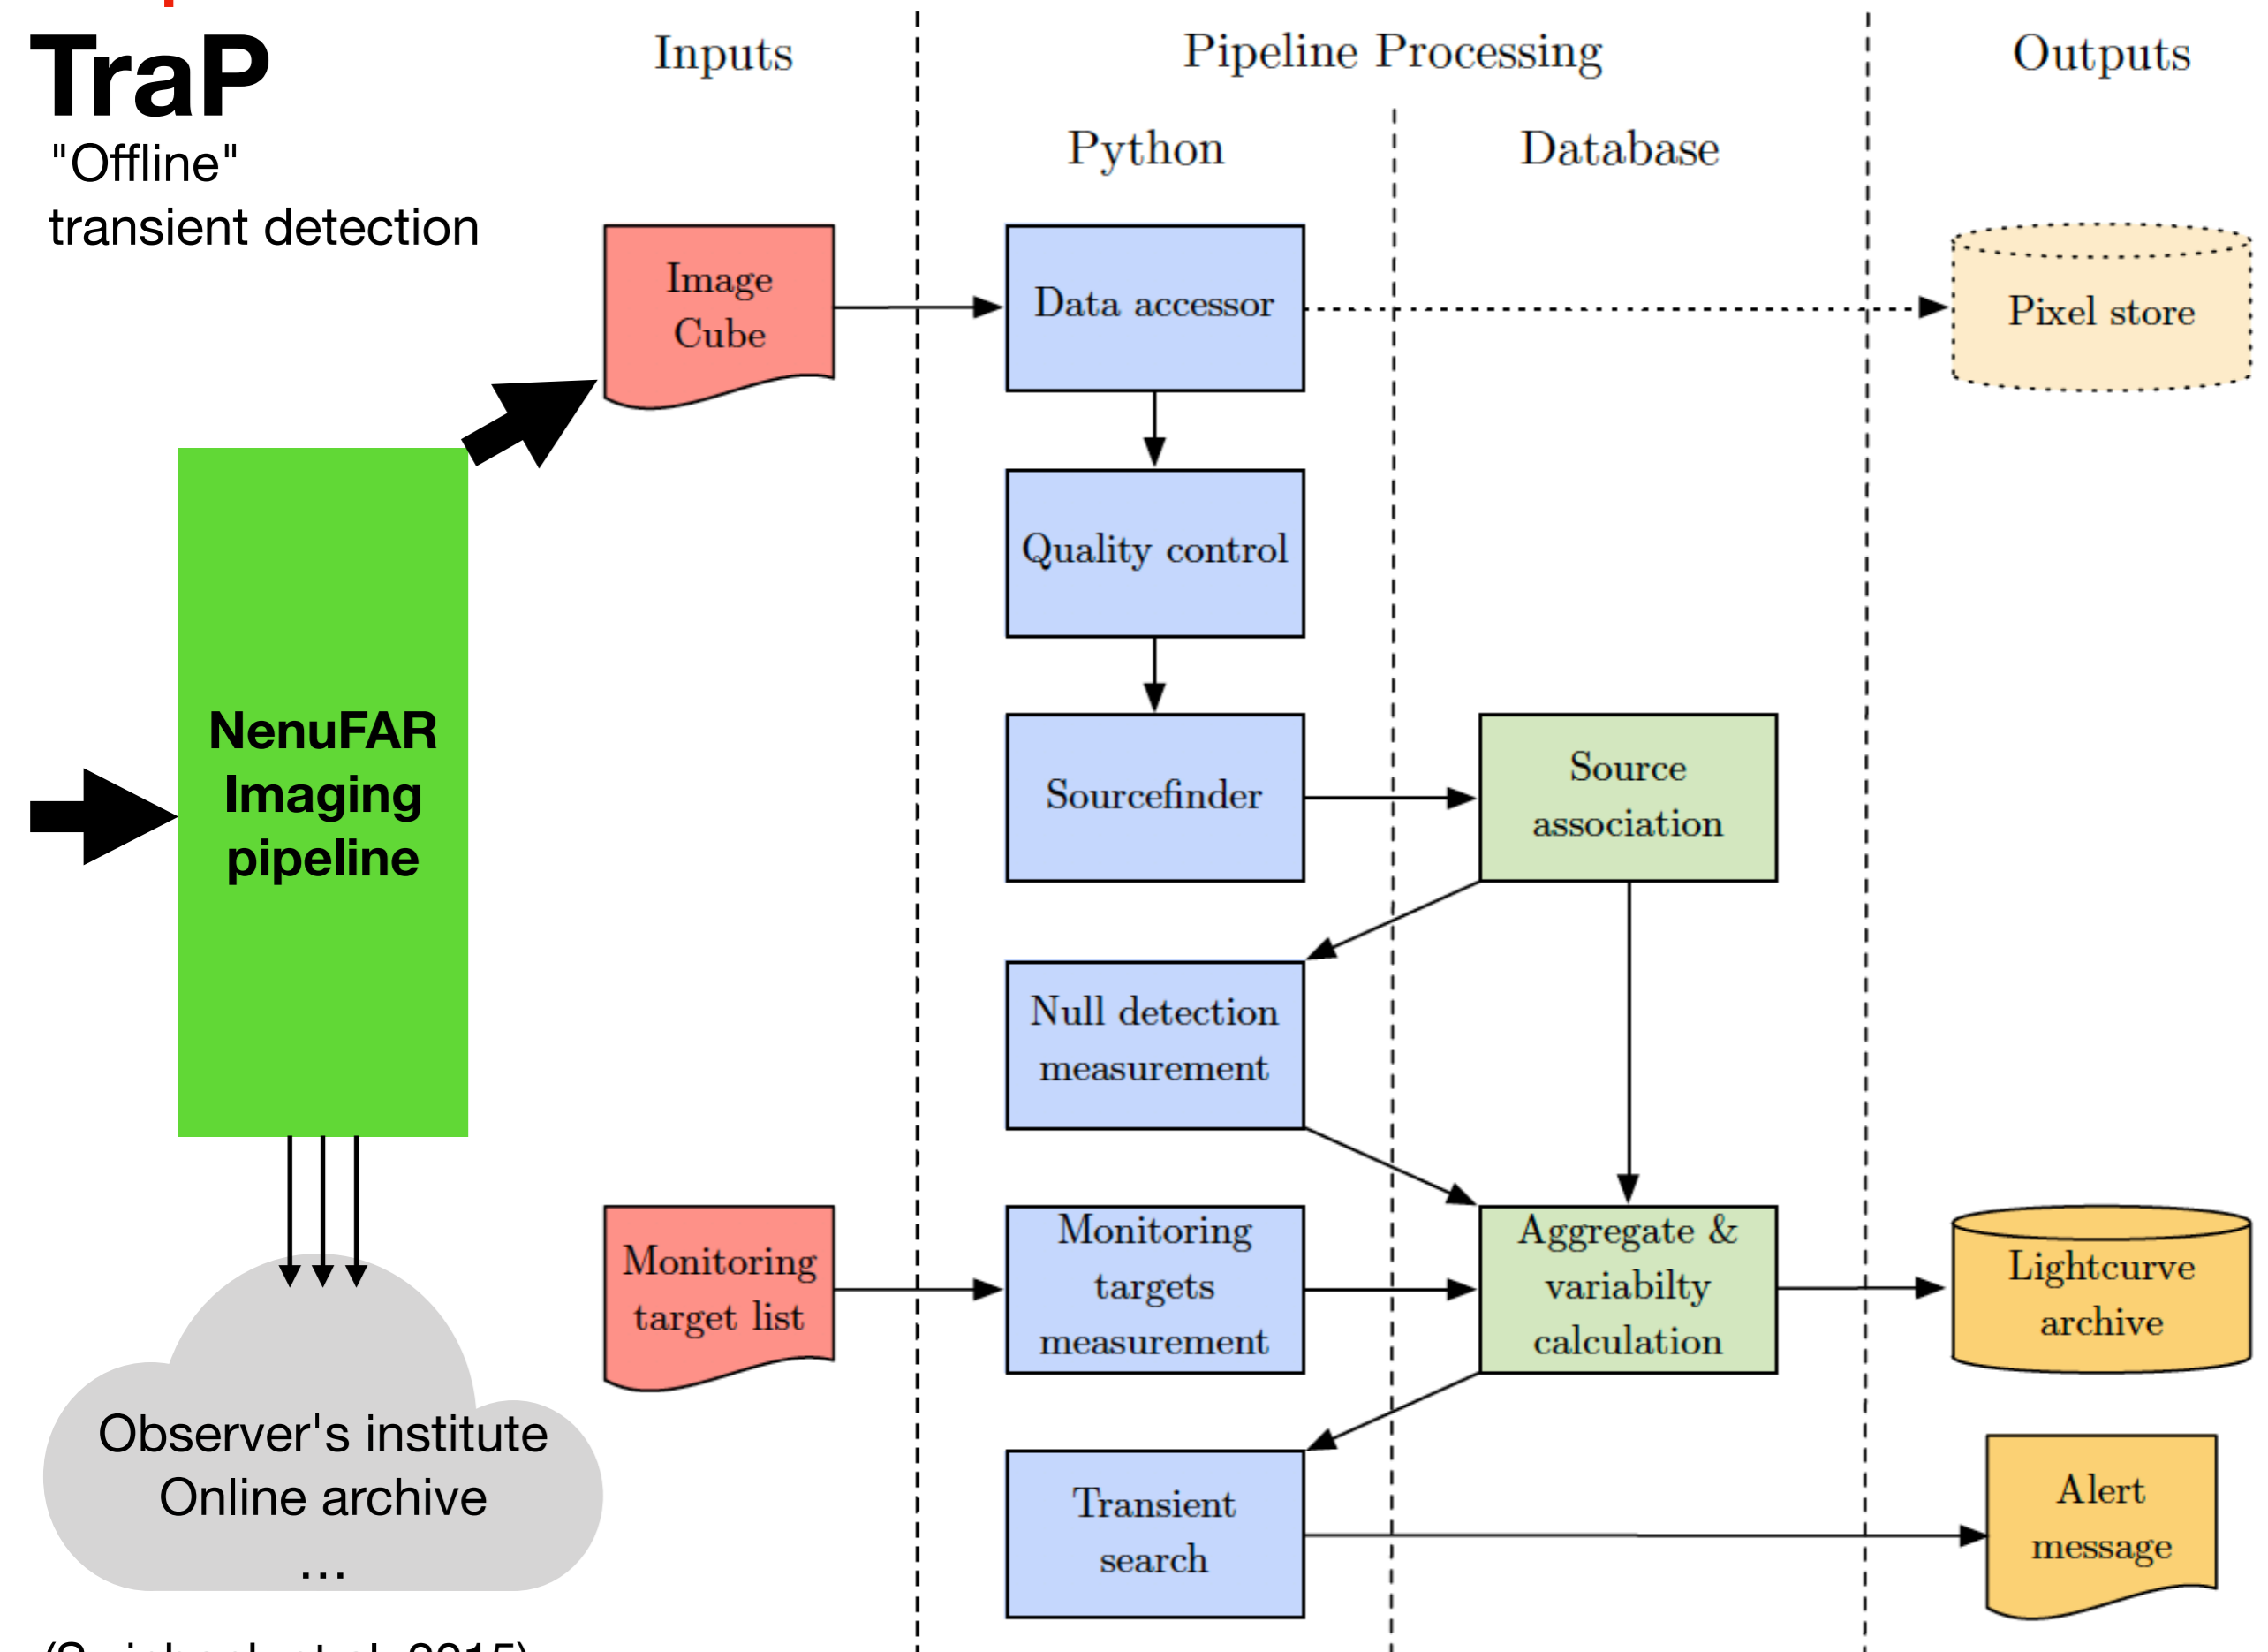 TraP
"Offline"
transient detection
Inputs
Pipeline Processing
Outputs
Python
Database
Image
Cube
Data accessor
Pixel store
Quality control
NenuFAR
Imaging
pipeline
Sourcefinder
Source
association
Null detection
measurement
Monitoring
target list
Monitoring
targets
measurement
Aggregate &
variabilty
calculation
Lightcurve
archive
Observer's institute
Online archive
...
Transient
search
Alert
message